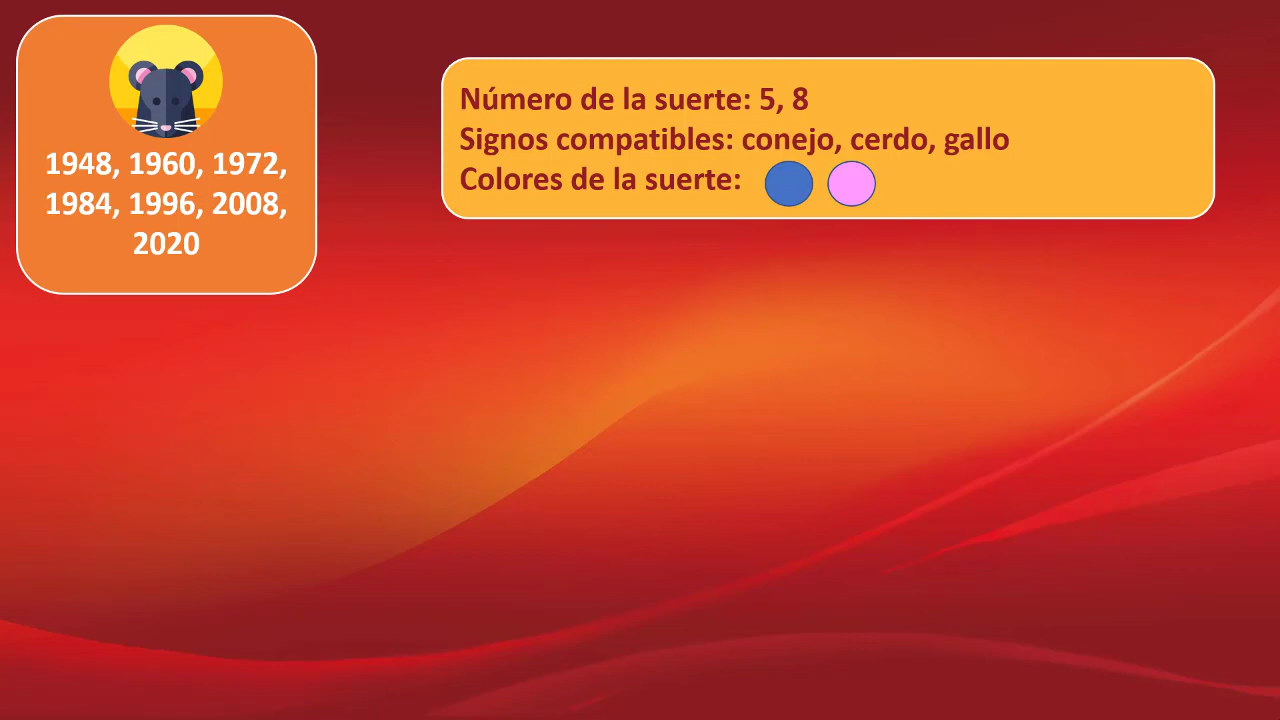 1948, 1960, 1972,
1984, 1996, 2008,
2020
Número de la suerte: 5, 8
Signos compatibles: conejo, cerdo, gallo
Colores de la suerte: